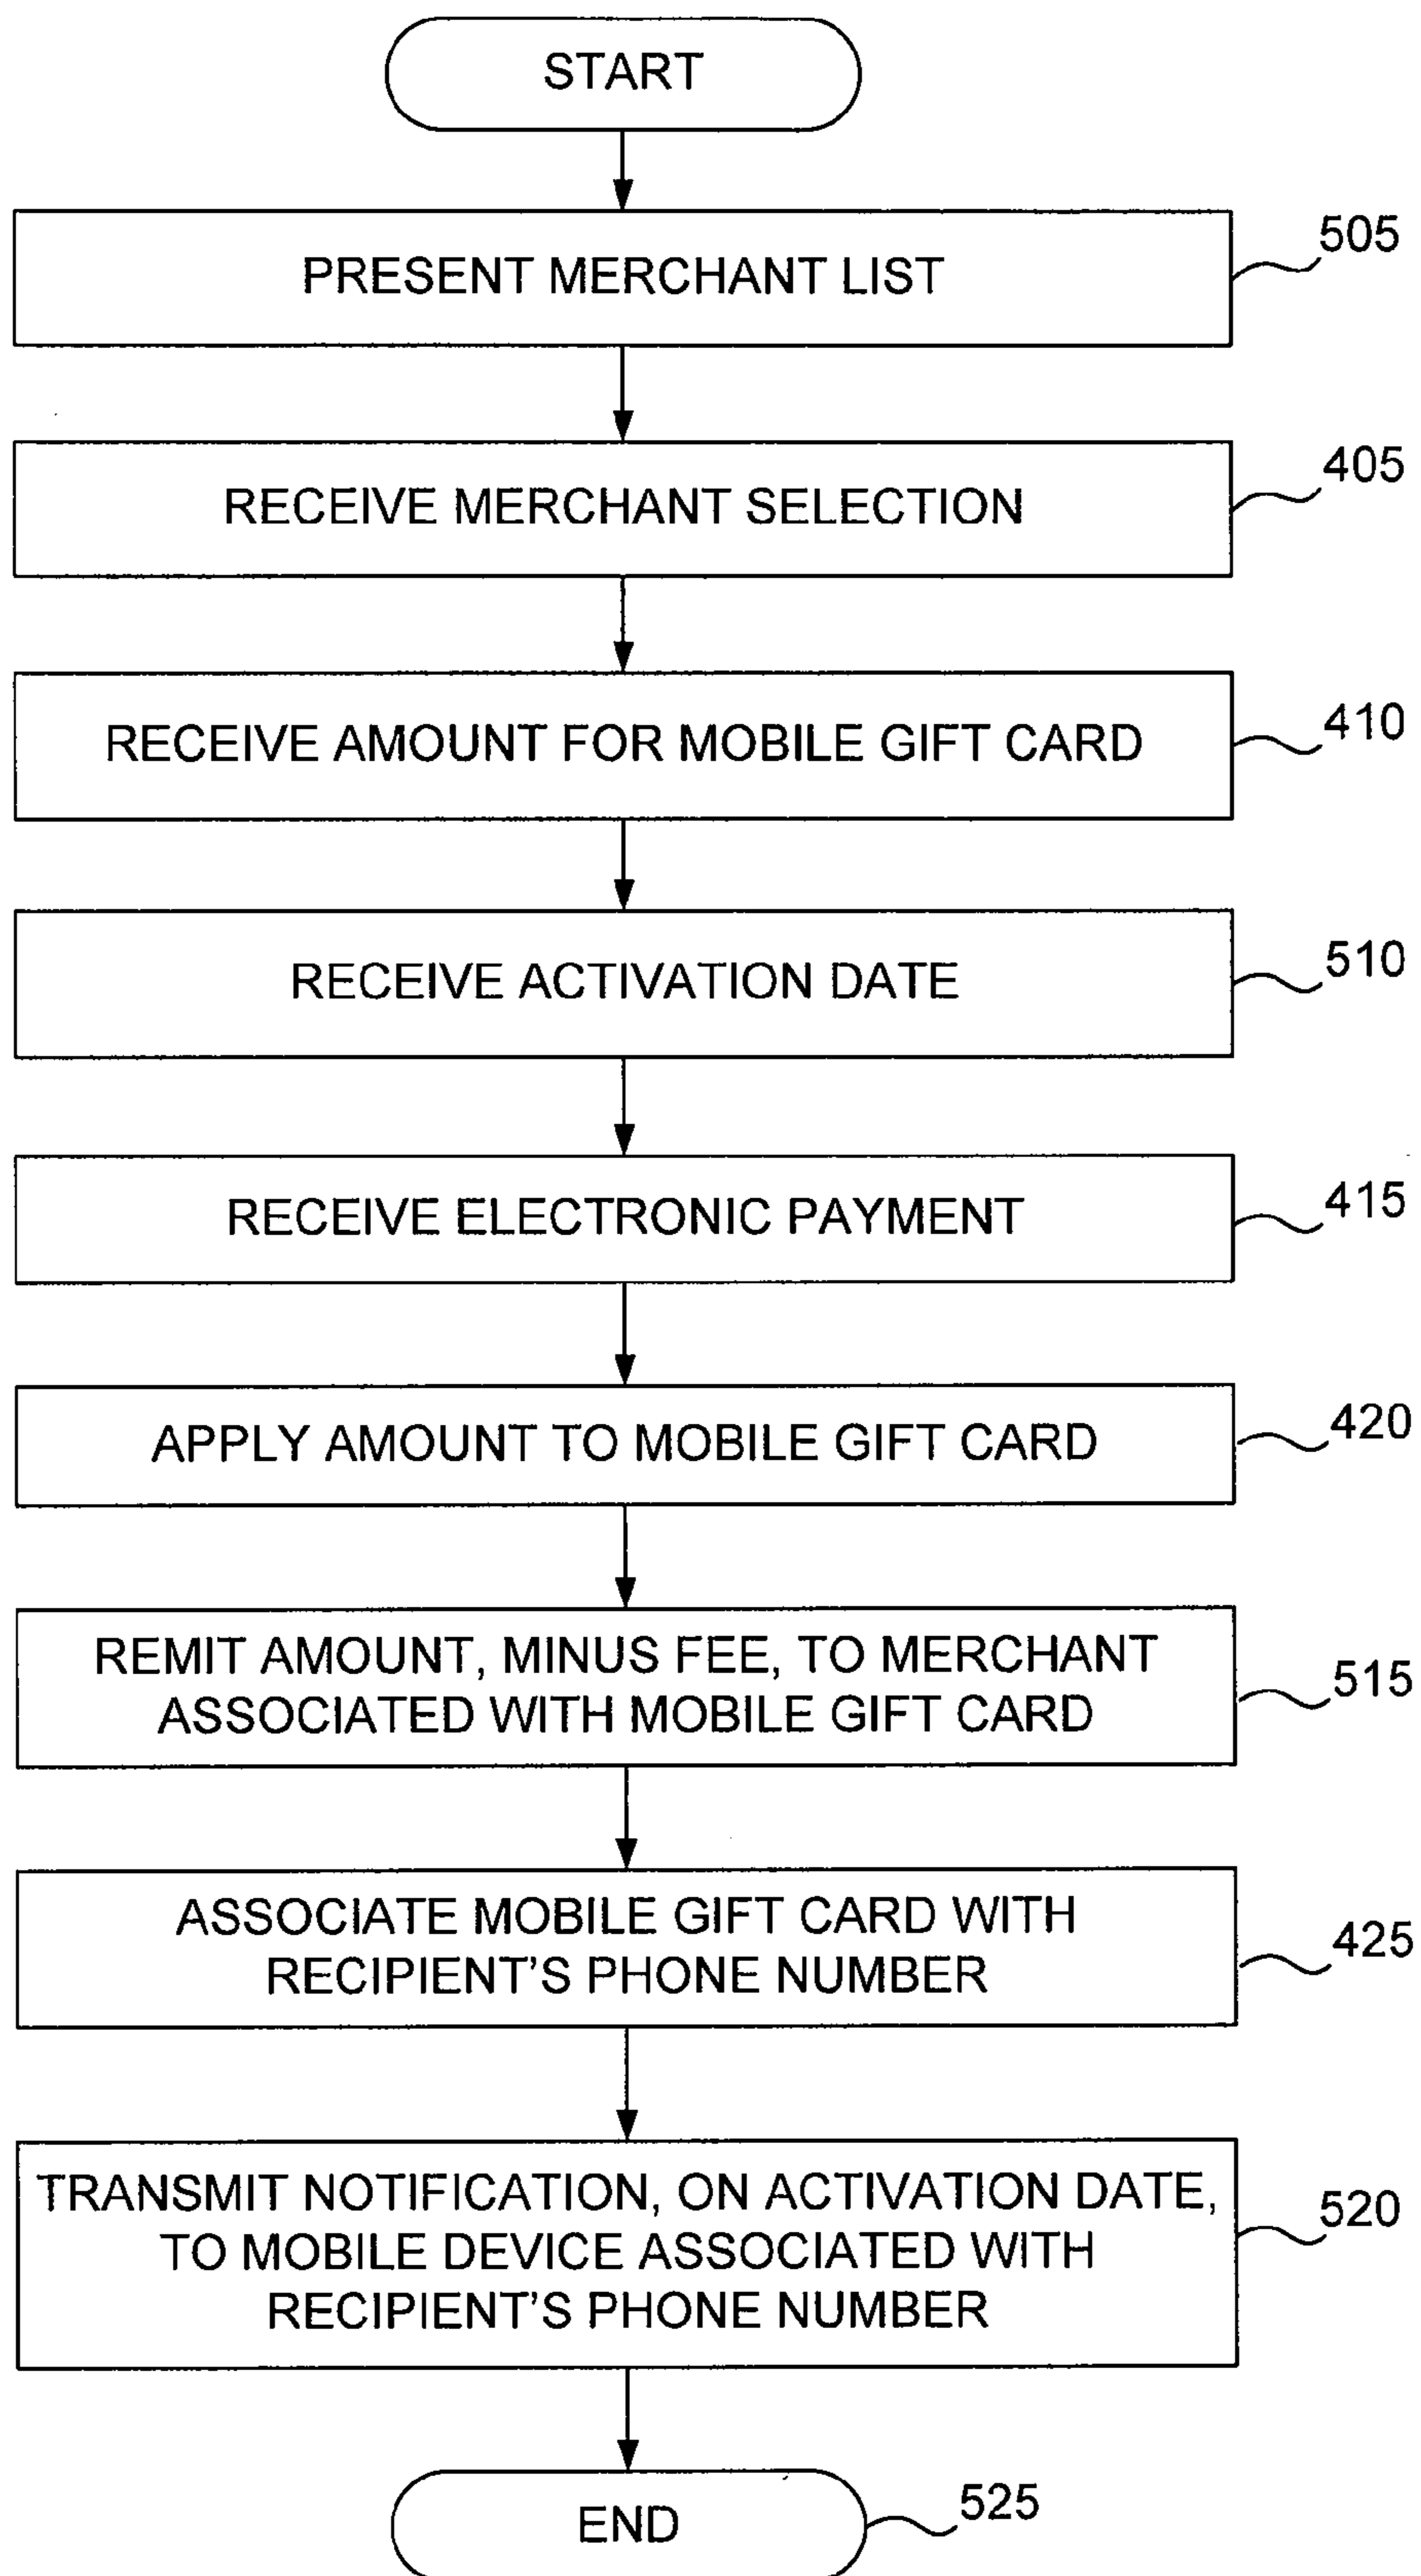 START
PRESENT MERCHANT LIST
505
RECEIVE MERCHANT SELECTION
405
RECEIVE AMOUNT FOR MOBILE GIFT CARD
410
RECEIVE ACTIVATION DATE
510
RECEIVE ELECTRONIC PAYMENT
415
APPLY AMOUNT TO MOBILE GIFT CARD
420
REMIT AMOUNT, MINUS FEE, TO MERCHANT
ASSOCIATED WITH MOBILE GIFT CARD
515
ASSOCIATE MOBILE GIFT CARD WITH
RECIPIENT'S PHONE NUMBER
425
TRANSMIT NOTIFICATION, ON ACTIVATION DATE,
TO MOBILE DEVICE ASSOCIATED WITH
RECIPIENT'S PHONE NUMBER
520
END
525